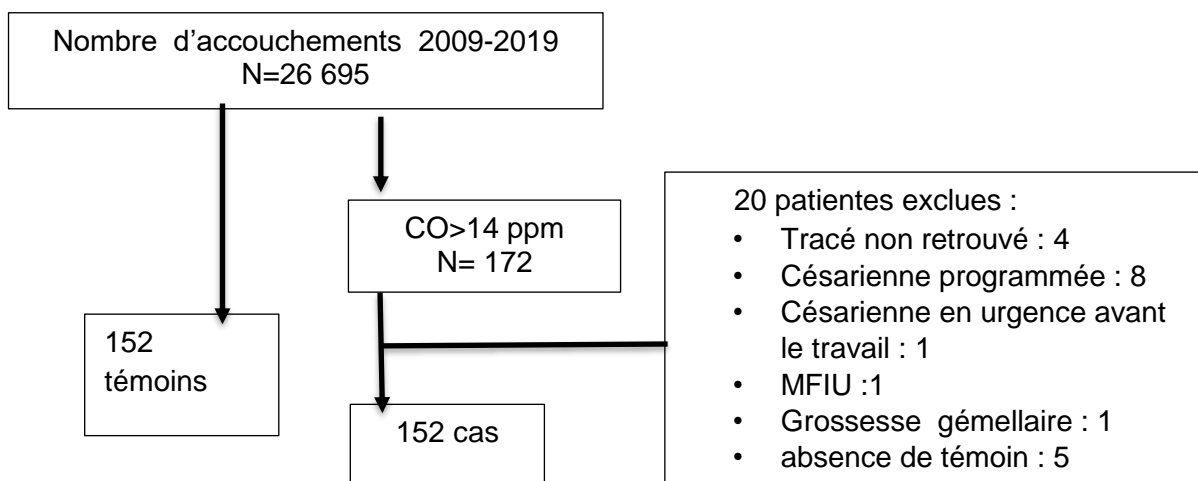 Nombre d'accouchements 2009-2019
N=26 695
CO>14 ppm
N= 172
20 patientes exclues :
• Tracé non retrouvé : 4
• Césarienne programmée : 8
• Césarienne en urgence avant
le travail : 1
• MFIU :1
• Grossesse gémellaire : 1
• absence de témoin : 5
152
témoins
152 cas